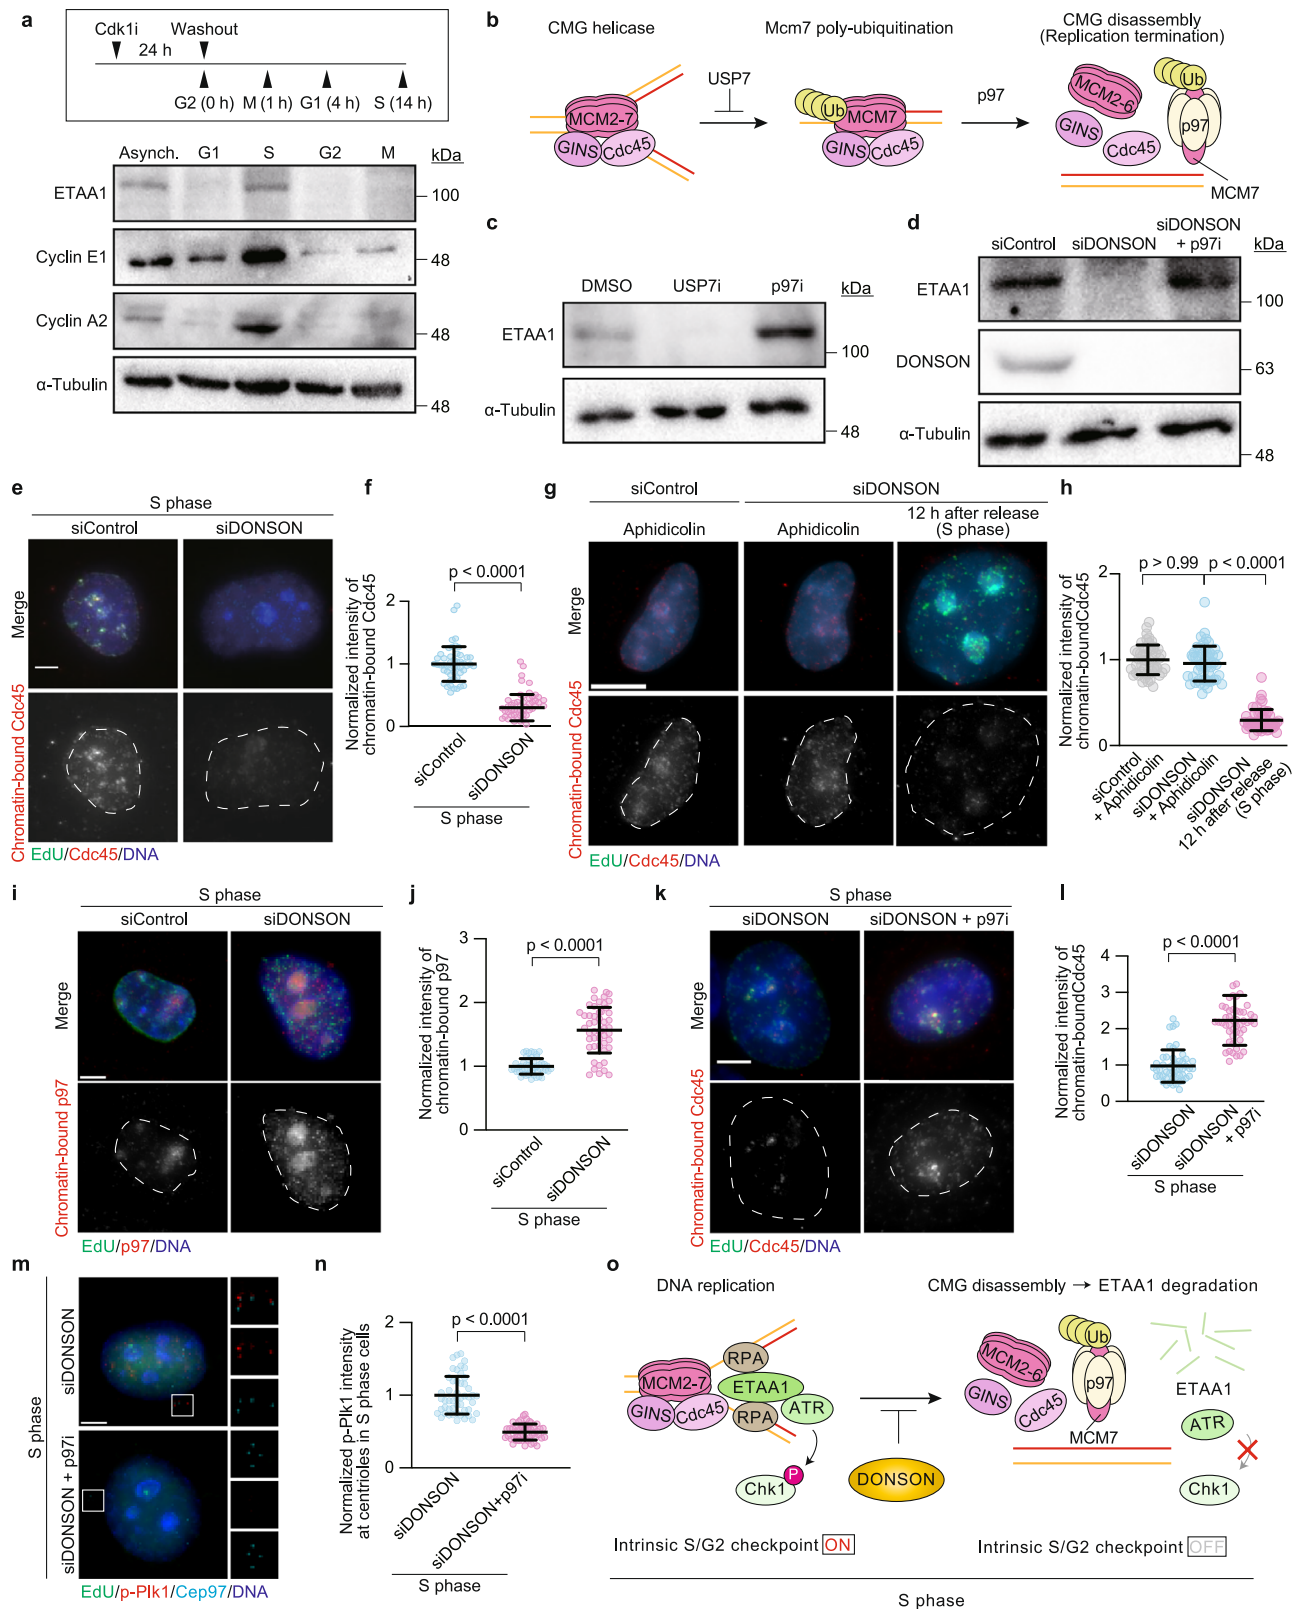 a
Cdk1i Washout
24 h
G2 (0 h) M (1 h) G1 (4 h) S (14 h)
Asynch. G1 S G2 M kDa
ETAA1
100
Cyclin E1
48
Cyclin A2
48
α-Tubulin
48
b
CMG helicase
Mcm7 poly-ubiquitination
CMG disassembly
(Replication termination)
USP7
p97
MCM2-7
GINS
Cdc45
Ub
MCM7
GINS
Cdc45
MCM2-6
GINS
Cdc45
Ub
p97
MCM7
c
DMSO USP7i p97i kDa
ETAA1
100
α-Tubulin
48
d
siControl siDONSON siDONSON
+ p97i
kDa
ETAA1
100
DONSON
63
α-Tubulin
48
e
S phase
siControl siDONSON
Merge
Chromatin-bound Cdc45
EdU/Cdc45/DNA
f
p < 0.0001
Normalized intensity of
chromatin-bound Cdc45
2
1
0
siControl
siDONSON
S phase
g
siControl siDONSON
Aphidicolin Aphidicolin 12 h after release
(S phase)
Merge
Chromatin-bound Cdc45
EdU/Cdc45/DNA
h
p > 0.99 p < 0.0001
Normalized intensity of
chromatin-boundCdc45
2
1
0
siControl
+ Aphidicolin
siDONSON
+ Aphidicolin
siDONSON
12 h after release
(S phase)
i
S phase
siControl siDONSON
Merge
Chromatin-bound p97
EdU/p97/DNA
j
p < 0.0001
Normalized intensity of
chromatin-bound p97
3
2
1
0
siControl
siDONSON
S phase
k
S phase
siDONSON siDONSON + p97i
Merge
Chromatin-bound Cdc45
EdU/Cdc45/DNA
l
p < 0.0001
Normalized intensity of
chromatin-boundCdc45
4
3
2
1
0
siDONSON
siDONSON
+ p97i
S phase
m
S phase
siDONSON
siDONSON + p97i
EdU/p-Plk1/Cep97/DNA
n
p < 0.0001
Normalized p-Plk1 intensity
at centrioles in S phase cells
2
1
0
siDONSON
siDONSON+p97i
S phase
o
DNA replication
CMG disassembly → ETAA1 degradation
RPA
MCM2-7
ETAA1
GINS
Cdc45
RPA
ATR
P
Chk1
DONSON
Ub
MCM2-6
p97
GINS
Cdc45
MCM7
ETAA1
ATR
Chk1
Intrinsic S/G2 checkpoint ON
Intrinsic S/G2 checkpoint OFF
S phase